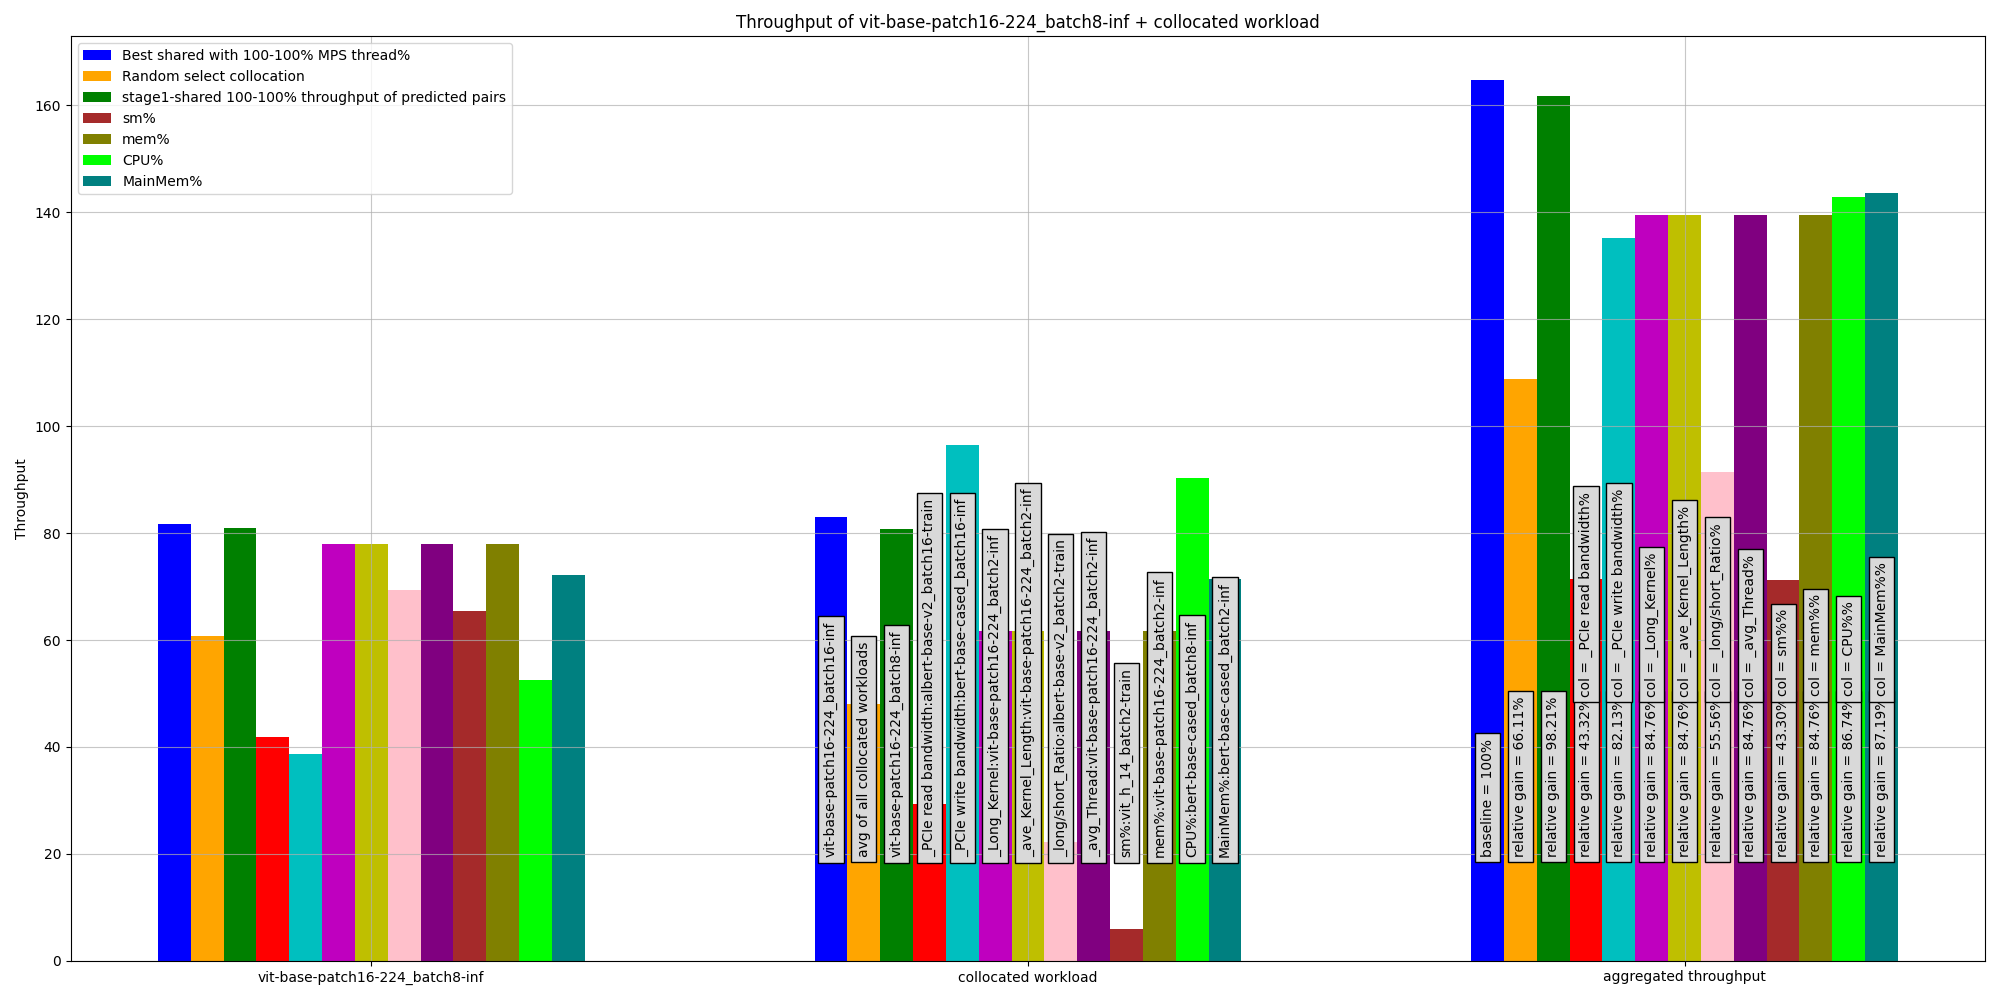 Throughput of vit-base-patch16-224_batch8-inf + collocated workload
Best shared with 100-100% MPS thread%
Random select collocation
stage1-shared 100-100% throughput of predicted pairs
sm%
mem%
CPU%
MainMem%
Throughput
160
140
120
100
80
60
40
20
0
vit-base-patch16-224_batch16-inf
avg of all collocated workloads
vit-base-patch16-224_batch8-inf
_PCIe read bandwidth:albert-base-v2_batch16-train
_PCIe write bandwidth:bert-base-cased_batch16-inf
_Long_Kernel:vit-base-patch16-224_batch2-inf
_ave_Kernel_Length:vit-base-patch16-224_batch2-inf
_long/short_Ratio:albert-base-v2_batch2-train
_avg_Thread:vit-base-patch16-224_batch2-inf
sm%:vit_h_14_batch2-train
mem%:vit-base-patch16-224_batch2-inf
CPU%:bert-base-cased_batch8-inf
MainMem%:bert-base-cased_batch2-inf
baseline = 100%
relative gain = 66.11%
relative gain = 98.21%
relative gain = 43.32% col = _PCIe read bandwidth%
relative gain = 82.13% col = _PCIe write bandwidth%
relative gain = 84.76% col = _Long_Kernel%
relative gain = 84.76% col = _ave_Kernel_Length%
relative gain = 55.56% col = _long/short_Ratio%
relative gain = 84.76% col = _avg_Thread%
relative gain = 43.30% col = sm%%
relative gain = 84.76% col = mem%%
relative gain = 86.74% col = CPU%%
relative gain = 87.19% col = MainMem%%
vit-base-patch16-224_batch8-inf
collocated workload
aggregated throughput